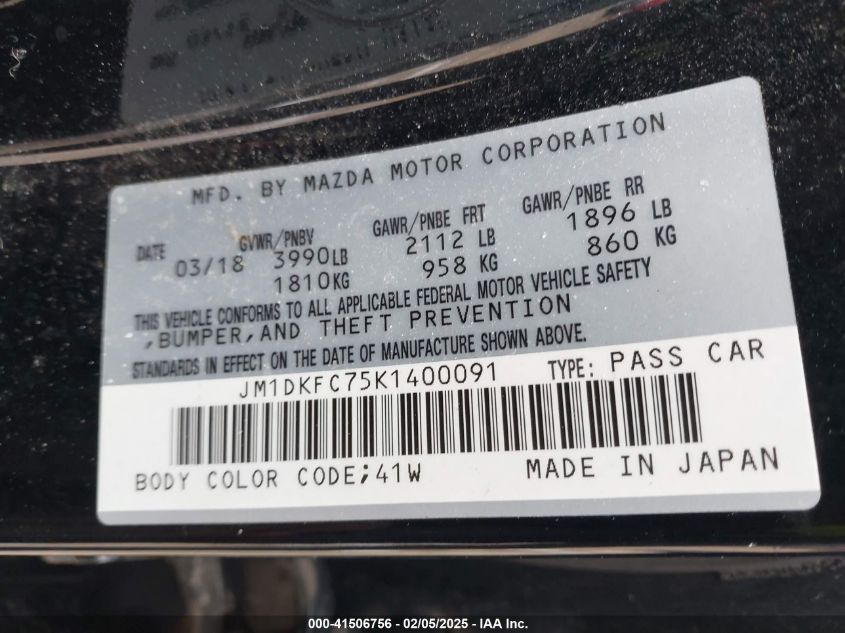 MFD. BY MAZDA MOTOR CORPORATION
DATE GVWR/PNBV GAWR/PNBE FRT GAWR/PNBE RR
03/18 3990LB 2112 LB 1896 LB
1810KG 958 KG 860 KG
THIS VEHICLE CONFORMS TO ALL APPLICABLE FEDERAL MOTOR VEHICLE SAFETY
,BUMPER,AND THEFT PREVENTION
STANDARDS IN EFFECT ON THE DATE OF MANUFACTURE SHOWN ABOVE.
JM1DKFC75K1400091 TYPE: PASS CAR
BODY COLOR CODE;41W MADE IN JAPAN
000-41506756 - 02/05/2025 - IAA Inc.